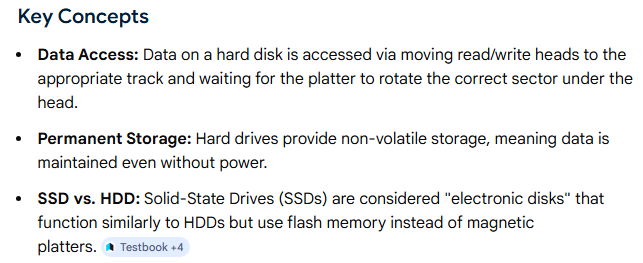 Key Concepts
• Data Access: Data on a hard disk is accessed via moving read/write heads to the
appropriate track and waiting for the platter to rotate the correct sector under the
head.
• Permanent Storage: Hard drives provide non-volatile storage, meaning data is
maintained even without power.
• SSD vs. HDD: Solid-State Drives (SSDs) are considered "electronic disks" that
function similarly to HDDs but use flash memory instead of magnetic
platters. Testbook +4